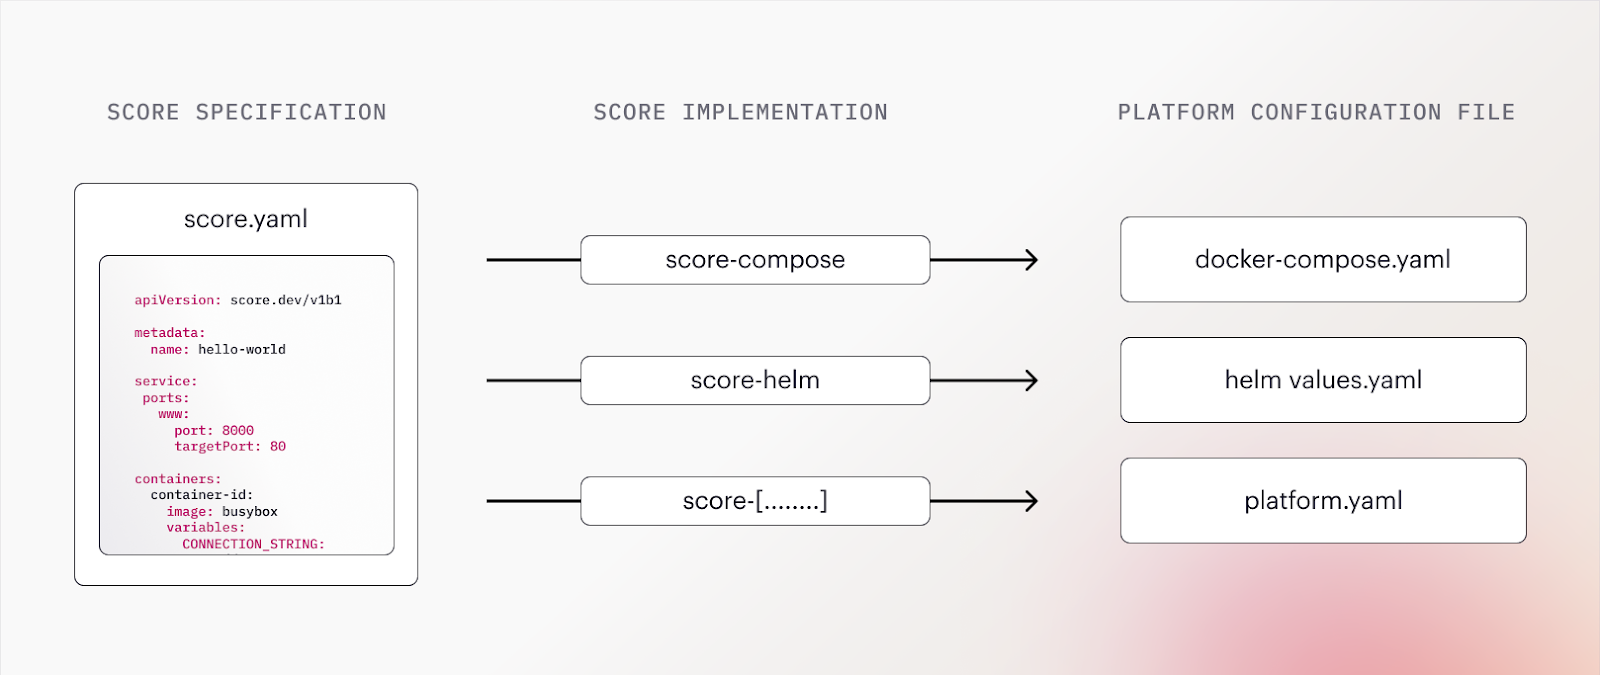 SCORE SPECIFICATION
SCORE IMPLEMENTATION
PLATFORM CONFIGURATION FILE
score.yaml
apiVersion: score.dev/v1b1
metadata:
name: hello-world
service:
ports:
www:
port: 8000
targetPort: 80
containers:
container-id:
image: busybox
variables:
CONNECTION_STRING:
score-compose
docker-compose.yaml
score-helm
helm values.yaml
score-[........]
platform.yaml